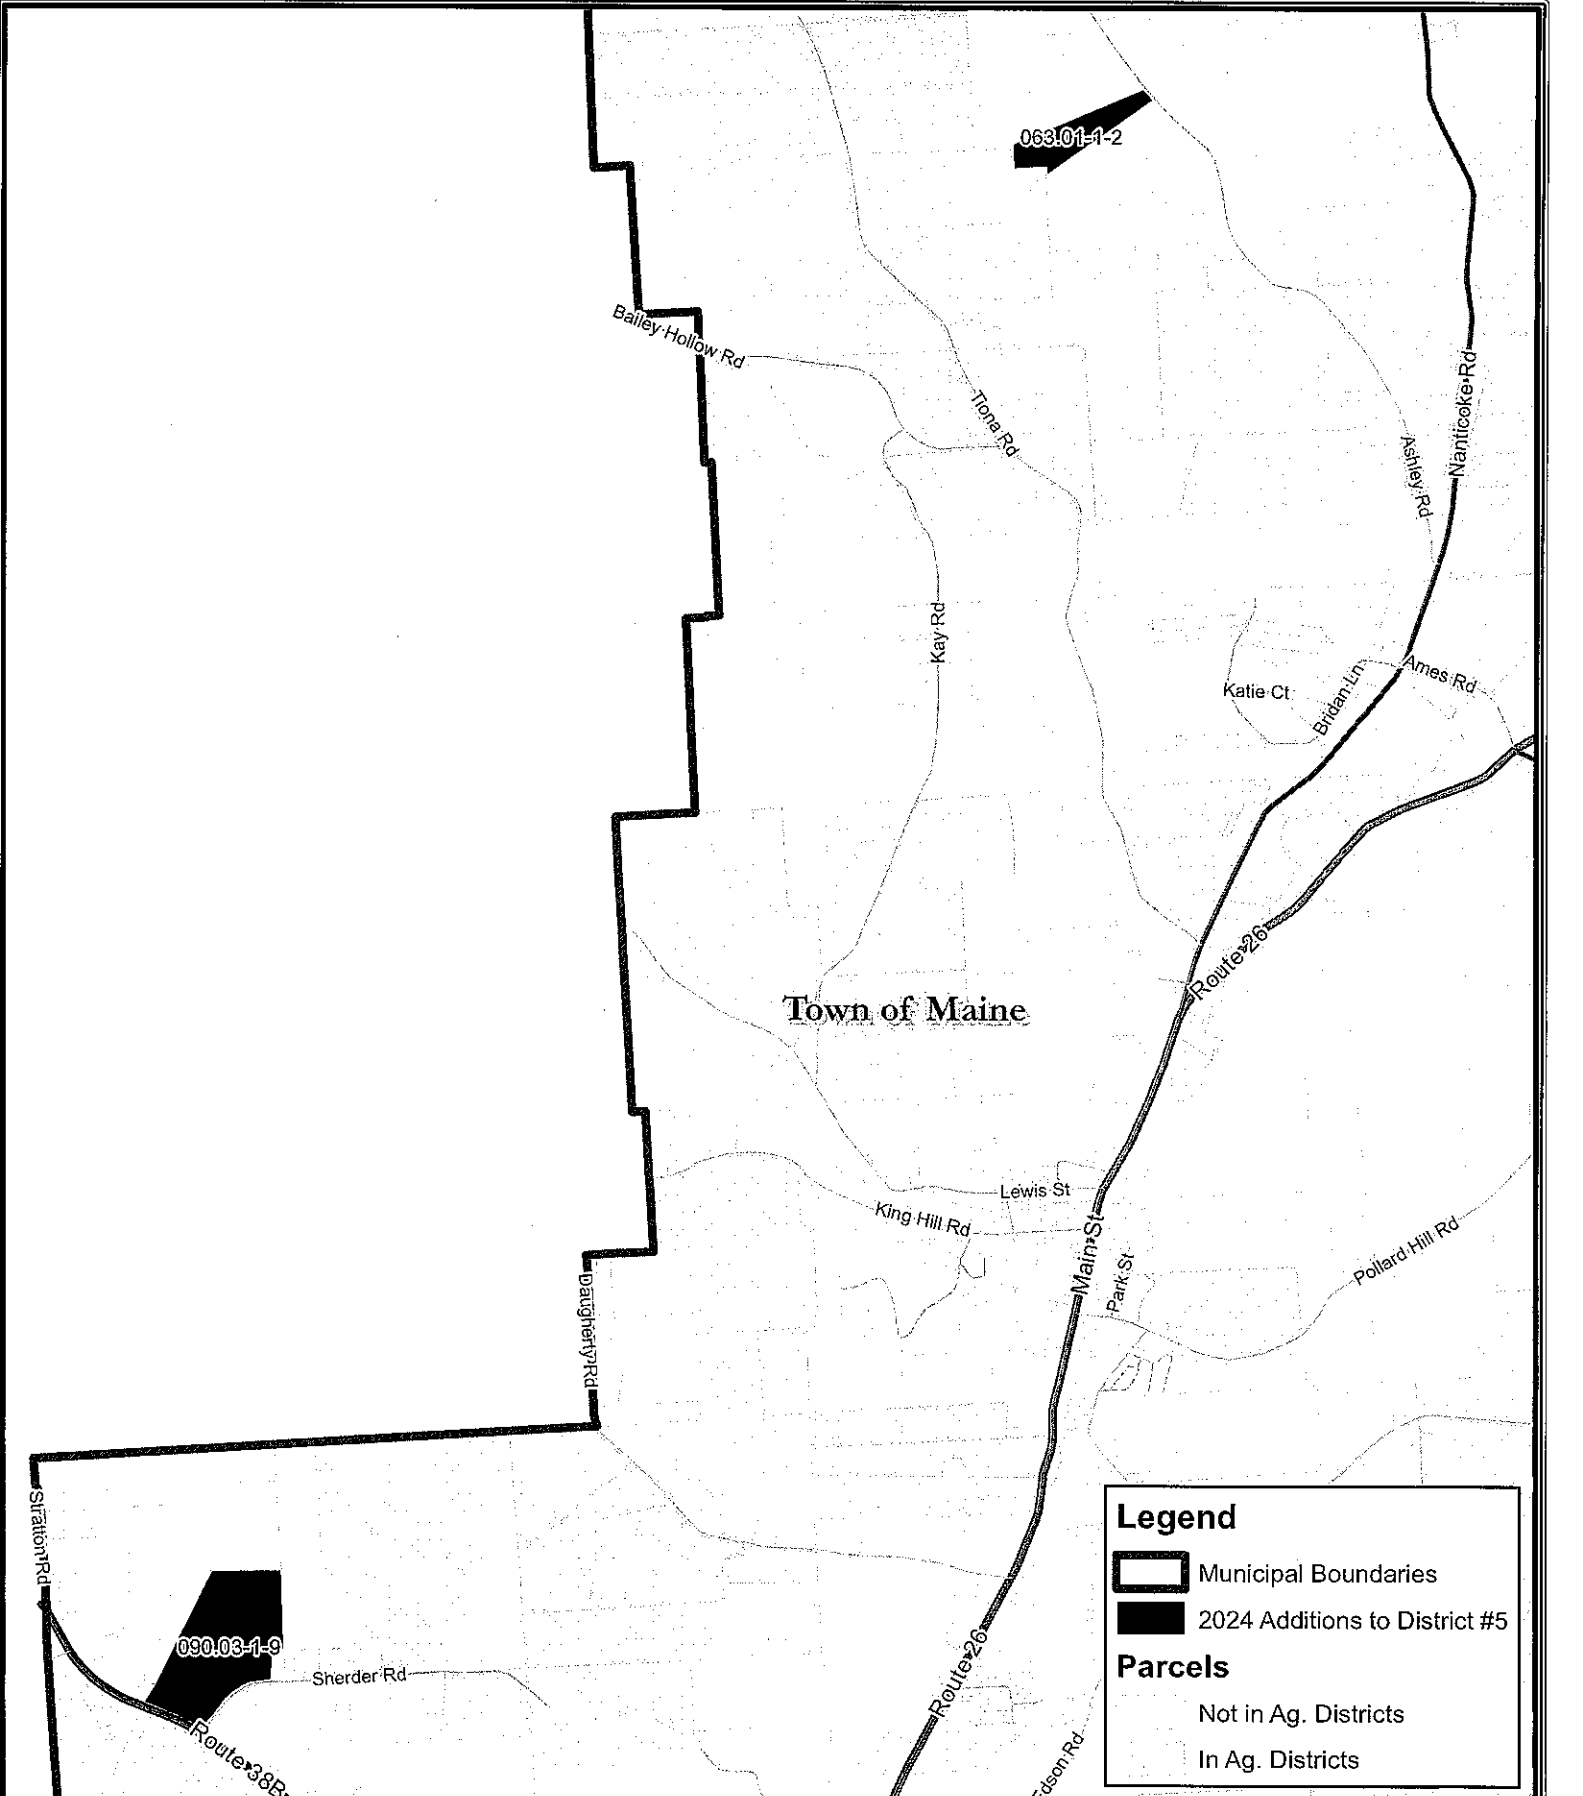 063.01-1-2
Bailey Hollow Rd
Tiona Rd
Nanticoke Rd
Ashley Rd
Kay Rd
Katie Ct
Bridan Ln
Ames Rd
Route 26
Town of Maine
Lewis St
King Hill Rd
Main St
Park St
Pollard Hill Rd
Daugherty Rd
Stratton Rd
090.03-1-9
Sherder Rd
Route 38B
Route 26
Edson Rd
Legend
Municipal Boundaries
2024 Additions to District #5
Parcels
Not in Ag. Districts
In Ag. Districts